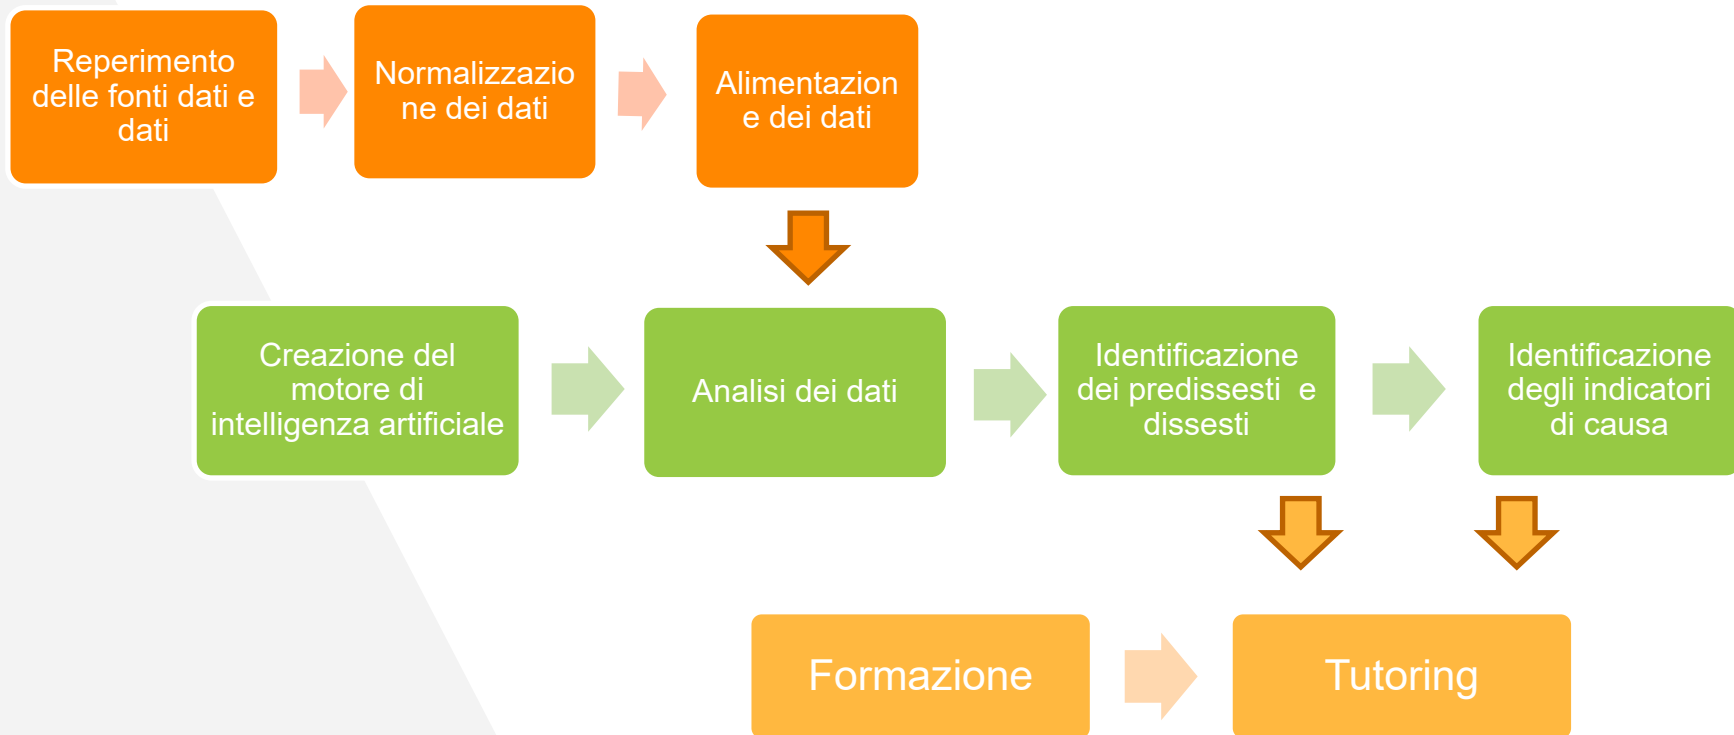 Reperimento
delle fonti dati e
dati
Normalizzazio
ne dei dati
Alimentazion
e dei dati
Creazione del
motore di
intelligenza artificiale
Analisi dei dati
Identificazione
dei predissesti  e
dissesti
Identificazione
degli indicatori
di causa
Formazione
Tutoring